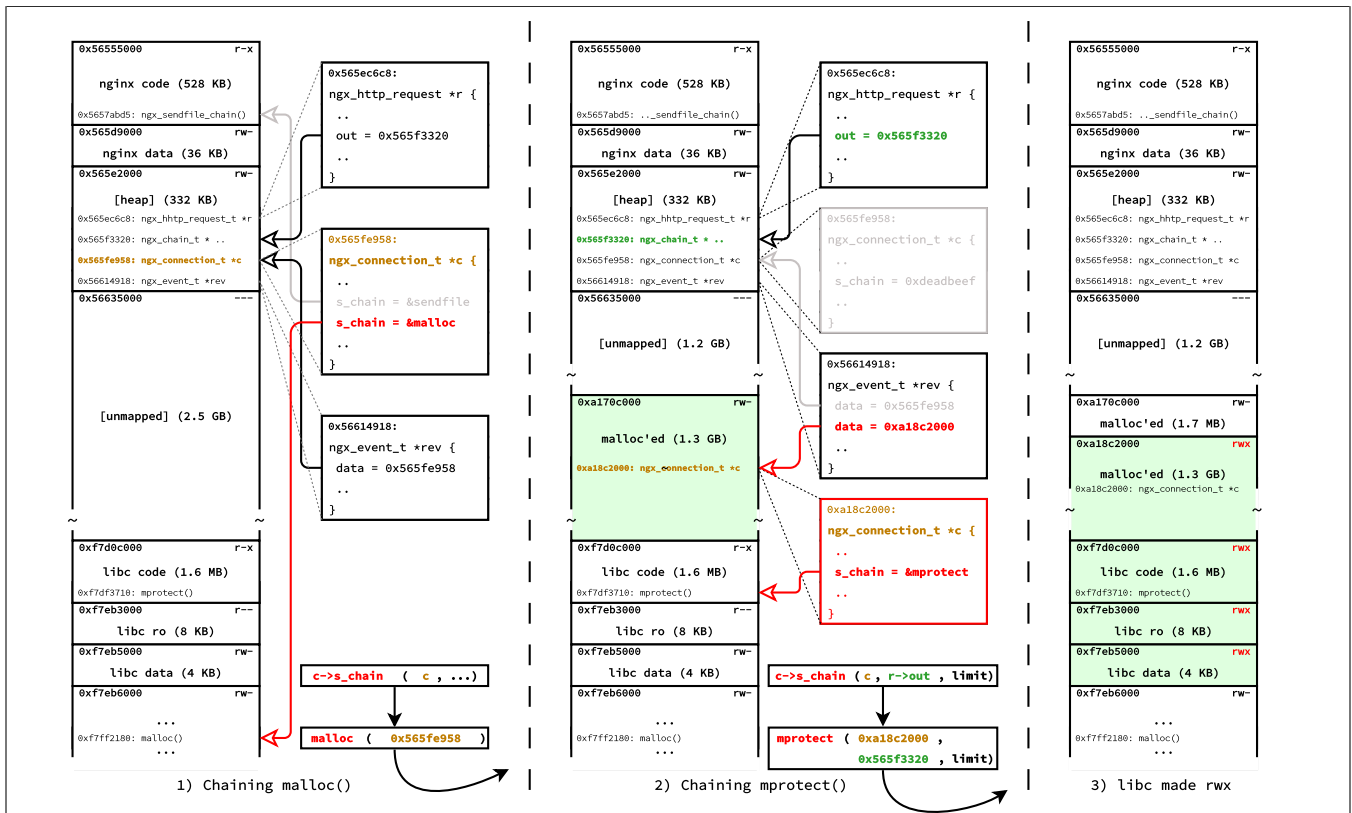 0x56555000 r-x
nginx code (528 KB)
0x5657abd5: ngx_sendfile_chain()
0x565d9000 rw-
nginx data (36 KB)
0x565e2000 rw-
[heap] (332 KB)
0x565ec6c8: ngx_hhtp_request_t *r
0x565f3320: ngx_chain_t * ..
0x565fe958: ngx_connection_t *c
0x56614918: ngx_event_t *rev
0x56635000 ---
[unmapped] (2.5 GB)
~ ~
0xf7d0c000 r-x
libc code (1.6 MB)
0xf7df3710: mprotect()
0xf7eb3000 r--
libc ro (8 KB)
0xf7eb5000 rw-
libc data (4 KB)
0xf7eb6000 rw-
...
0xf7ff2180: malloc()
...
0x565ec6c8:
ngx_http_request *r {
..
out = 0x565f3320
..
}
0x565fe958:
ngx_connection_t *c {
..
s_chain = &sendfile
s_chain = &malloc
..
}
0x56614918:
ngx_event_t *rev {
data = 0x565fe958
..
}
c->s_chain ( c , ...)
malloc ( 0x565fe958 )
1) Chaining malloc()
0x56555000 r-x
nginx code (528 KB)
0x5657abd5: .._sendfile_chain()
0x565d9000 rw-
nginx data (36 KB)
0x565e2000 rw-
[heap] (332 KB)
0x565ec6c8: ngx_hhtp_request_t *r
0x565f3320: ngx_chain_t * ..
0x565fe958: ngx_connection_t *c
0x56614918: ngx_event_t *rev
0x56635000 ---
[unmapped] (1.2 GB)
~ ~
0xa170c000 rw-
malloc'ed (1.3 GB)
0xa18c2000: ngx_connection_t *c
~ ~
0xf7d0c000 r-x
libc code (1.6 MB)
0xf7df3710: mprotect()
0xf7eb3000 r--
libc ro (8 KB)
0xf7eb5000 rw-
libc data (4 KB)
0xf7eb6000 rw-
...
0xf7ff2180: malloc()
...
0x565ec6c8:
ngx_http_request *r {
..
out = 0x565f3320
..
}
0x565fe958:
ngx_connection_t *c {
..
s_chain = 0xdeadbeef
..
}
0x56614918:
ngx_event_t *rev {
data = 0x565fe958
data = 0xa18c2000
..
}
0xa18c2000:
ngx_connection_t *c {
..
s_chain = &mprotect
..
}
c->s_chain ( c , r->out , limit)
mprotect ( 0xa18c2000 ,
0x565f3320 , limit)
2) Chaining mprotect()
0x56555000 r-x
nginx code (528 KB)
0x5657abd5: .._sendfile_chain()
0x565d9000 rw-
nginx data (36 KB)
0x565e2000 rw-
[heap] (332 KB)
0x565ec6c8: ngx_hhtp_request_t *r
0x565f3320: ngx_chain_t * ..
0x565fe958: ngx_connection_t *c
0x56614918: ngx_event_t *rev
0x56635000 ---
[unmapped] (1.2 GB)
~ ~
0xa170c000 rw-
malloc'ed (1.7 MB)
0xa18c2000 rwx
malloc'ed (1.3 GB)
0xa18c2000: ngx_connection_t *c
~ ~
0xf7d0c000 rwx
libc code (1.6 MB)
0xf7df3710: mprotect()
0xf7eb3000 rwx
libc ro (8 KB)
0xf7eb5000 rwx
libc data (4 KB)
0xf7eb6000 rw-
...
0xf7ff2180: malloc()
...
3) libc made rwx